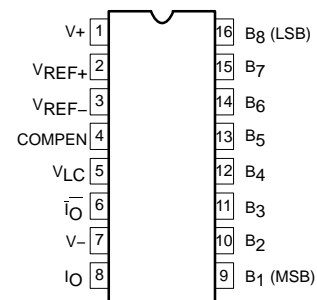 V+ 1 16 B8 (LSB)
VREF+ 2 15 B7
VREF– 3 14 B6
COMPEN 4 13 B5
VLC 5 12 B4
IO 6 11 B3
V– 7 10 B2
IO 8 9 B1 (MSB)